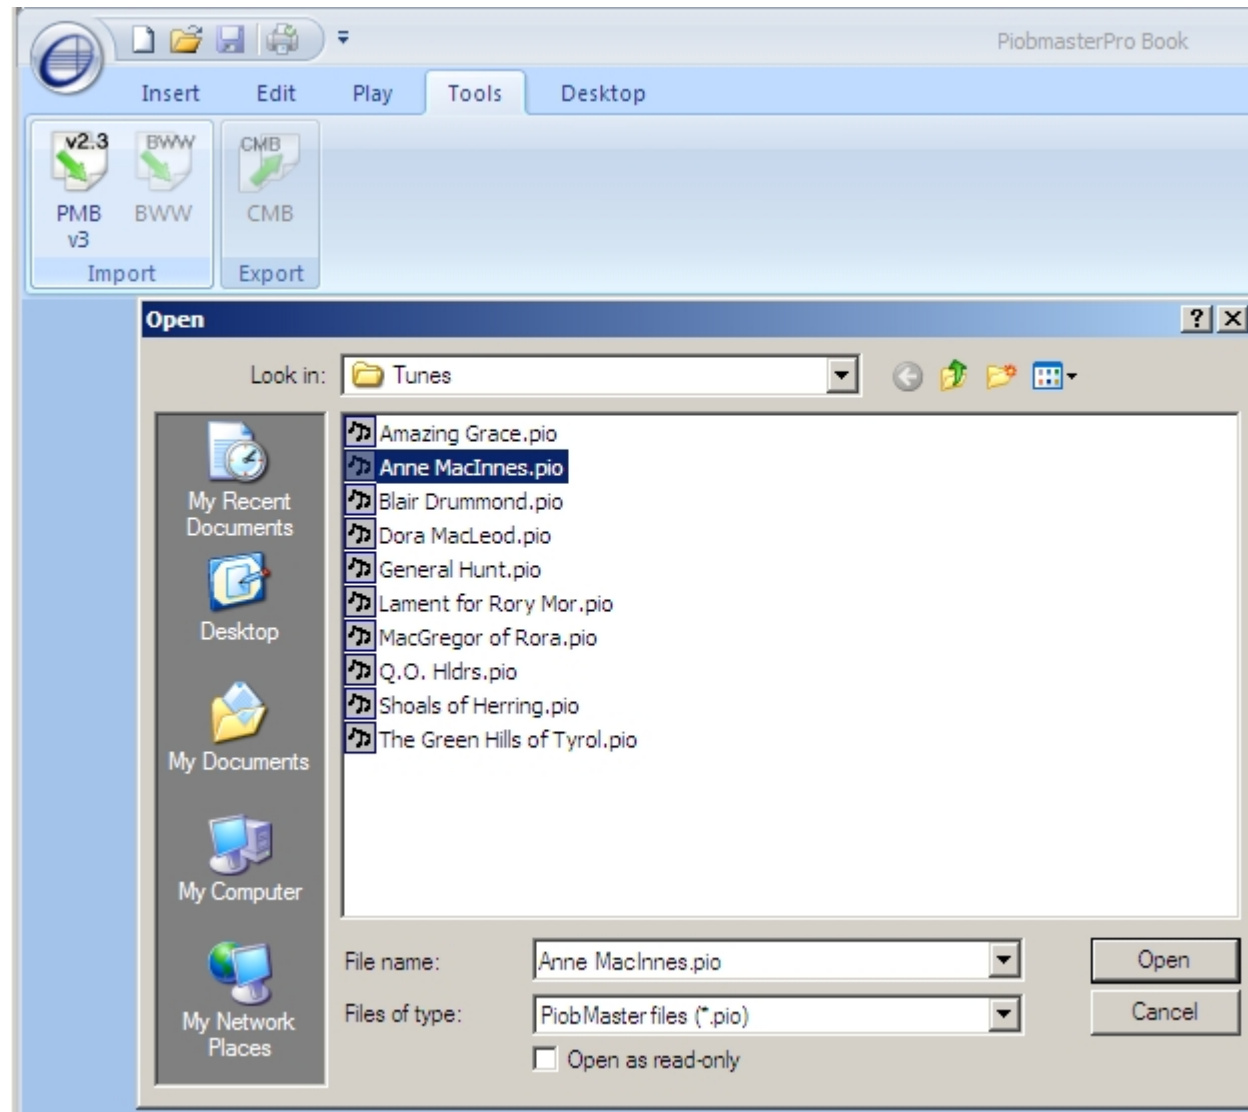 PiobmasterPro Book
Insert Edit Play Tools Desktop
v2.3 BWW CMB
PMB v3 BWW CMB
Import Export
Open
Look in: Tunes
My Recent Documents
Desktop
My Documents
My Computer
My Network Places
Amazing Grace.pio
Anne MacInnes.pio
Blair Drummond.pio
Dora MacLeod.pio
General Hunt.pio
Lament for Rory Mor.pio
MacGregor of Rora.pio
Q.O. Hldrs.pio
Shoals of Herring.pio
The Green Hills of Tyrol.pio
File name: Anne MacInnes.pio Open
Files of type: PiobMaster files (*.pio) Cancel
Open as read-only